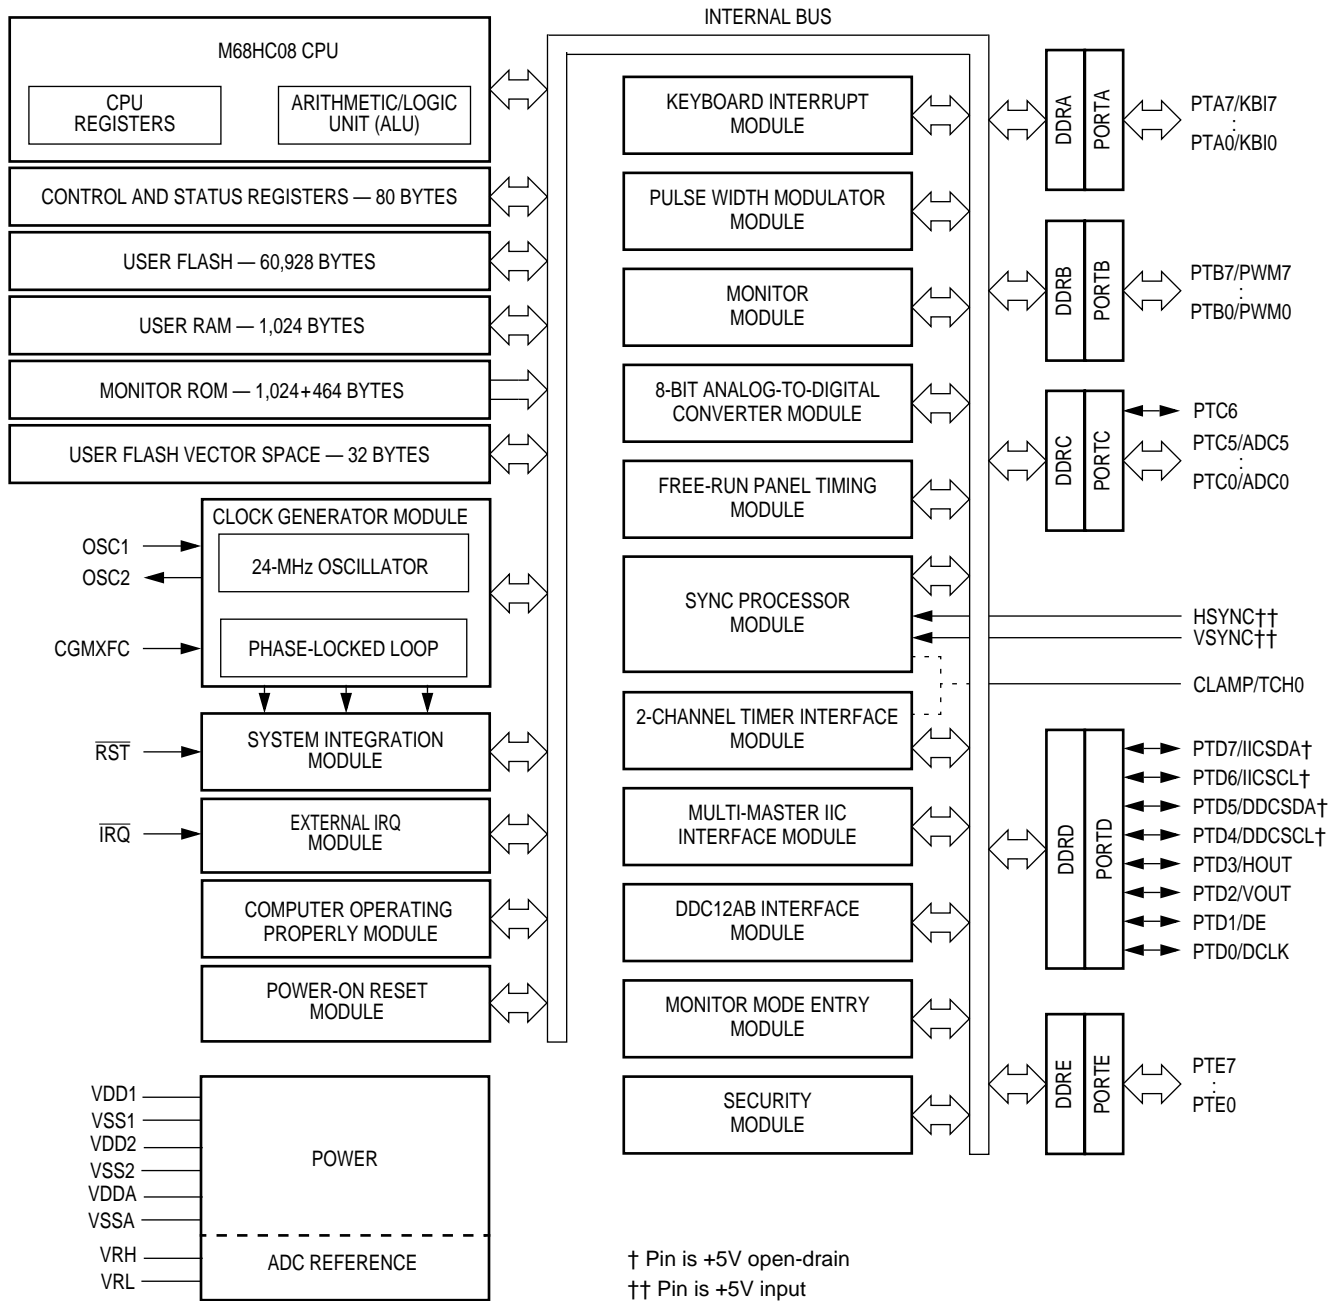 INTERNAL BUS
M68HC08 CPU
CPU
REGISTERS
ARITHMETIC/LOGIC
UNIT (ALU)
CONTROL AND STATUS REGISTERS — 80 BYTES
USER FLASH — 60,928 BYTES
USER RAM — 1,024 BYTES
MONITOR ROM — 1,024+464 BYTES
USER FLASH VECTOR SPACE — 32 BYTES
CLOCK GENERATOR MODULE
OSC1
24-MHz OSCILLATOR
OSC2
CGMXFC
PHASE-LOCKED LOOP
RST
SYSTEM INTEGRATION
MODULE
IRQ
EXTERNAL IRQ
MODULE
COMPUTER OPERATING
PROPERLY MODULE
POWER-ON RESET
MODULE
VDD1
VSS1
VDD2
VSS2
VDDA
VSSA
POWER
VRH
VRL
ADC REFERENCE
KEYBOARD INTERRUPT
MODULE
PULSE WIDTH MODULATOR
MODULE
MONITOR
MODULE
8-BIT ANALOG-TO-DIGITAL
CONVERTER MODULE
FREE-RUN PANEL TIMING
MODULE
SYNC PROCESSOR
MODULE
2-CHANNEL TIMER INTERFACE
MODULE
MULTI-MASTER IIC
INTERFACE MODULE
DDC12AB INTERFACE
MODULE
MONITOR MODE ENTRY
MODULE
SECURITY
MODULE
DDRA
PORTA
PTA7/KBI7
:
PTA0/KBI0
DDRB
PORTB
PTB7/PWM7
:
PTB0/PWM0
DDRC
PORTC
PTC6
PTC5/ADC5
:
PTC0/ADC0
HSYNC††
VSYNC††
CLAMP/TCH0
DDRD
PORTD
PTD7/IICSDA†
PTD6/IICSCL†
PTD5/DDCSDA†
PTD4/DDCSCL†
PTD3/HOUT
PTD2/VOUT
PTD1/DE
PTD0/DCLK
DDRE
PORTE
PTE7
:
PTE0
† Pin is +5V open-drain
†† Pin is +5V input